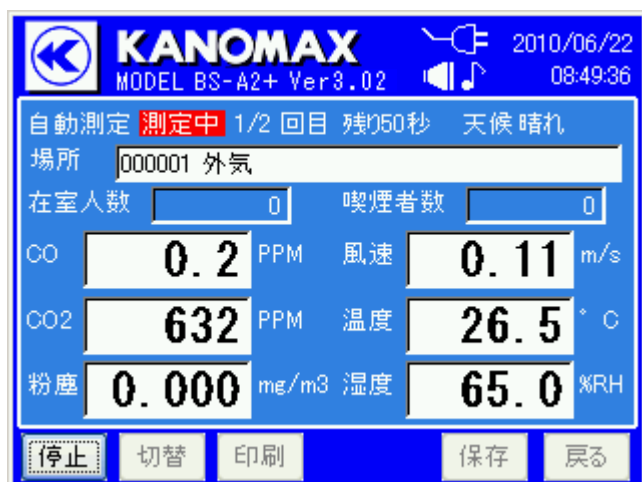 KANOMAX 2010/06/22
MODEL BS-A2+ Ver3.02 08:49:36
自動測定 測定中 1/2 回目 残り50秒 天候 晴れ
場所 000001 外気
在室人数 0 喫煙者数 0
CO 0.2 PPM 風速 0.11 m/s
CO2 632 PPM 温度 26.5 °C
粉塵 0.000 mg/m3 湿度 65.0 %RH
停止 切替 印刷 保存 戻る